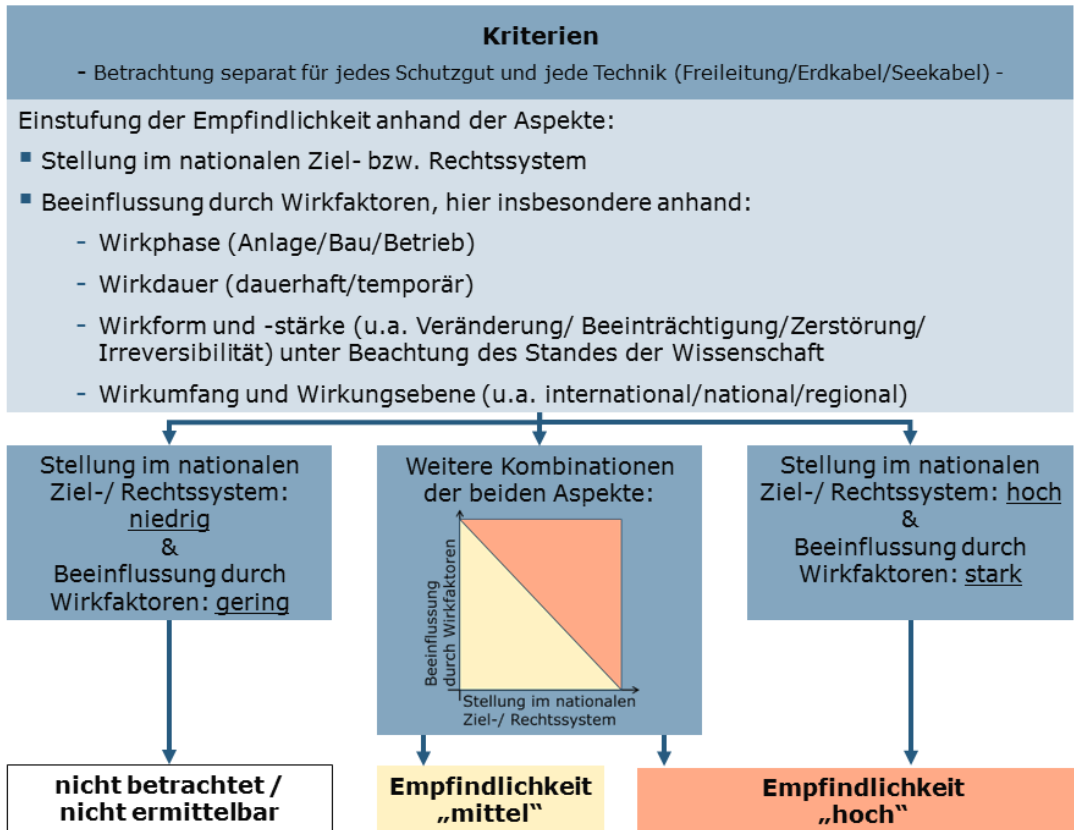 Kriterien
- Betrachtung separat für jedes Schutzgut und jede Technik (Freileitung/Erdkabel/Seekabel) -
Einstufung der Empfindlichkeit anhand der Aspekte:
▪ Stellung im nationalen Ziel- bzw. Rechtssystem
▪ Beeinflussung durch Wirkfaktoren, hier insbesondere anhand:
- Wirkphase (Anlage/Bau/Betrieb)
- Wirkdauer (dauerhaft/temporär)
- Wirkform und -stärke (u.a. Veränderung/ Beeinträchtigung/Zerstörung/
Irreversibilität) unter Beachtung des Standes der Wissenschaft
- Wirkumfang und Wirkungsebene (u.a. international/national/regional)
Stellung im nationalen
Ziel-/ Rechtssystem:
niedrig
&
Beeinflussung durch
Wirkfaktoren: gering
Weitere Kombinationen
der beiden Aspekte:
Beeinflussung
durch Wirkfaktoren
Stellung im nationalen
Ziel-/ Rechtssystem
Stellung im nationalen
Ziel-/ Rechtssystem: hoch
&
Beeinflussung durch
Wirkfaktoren: stark
nicht betrachtet /
nicht ermittelbar
Empfindlichkeit
„mittel“
Empfindlichkeit
„hoch“